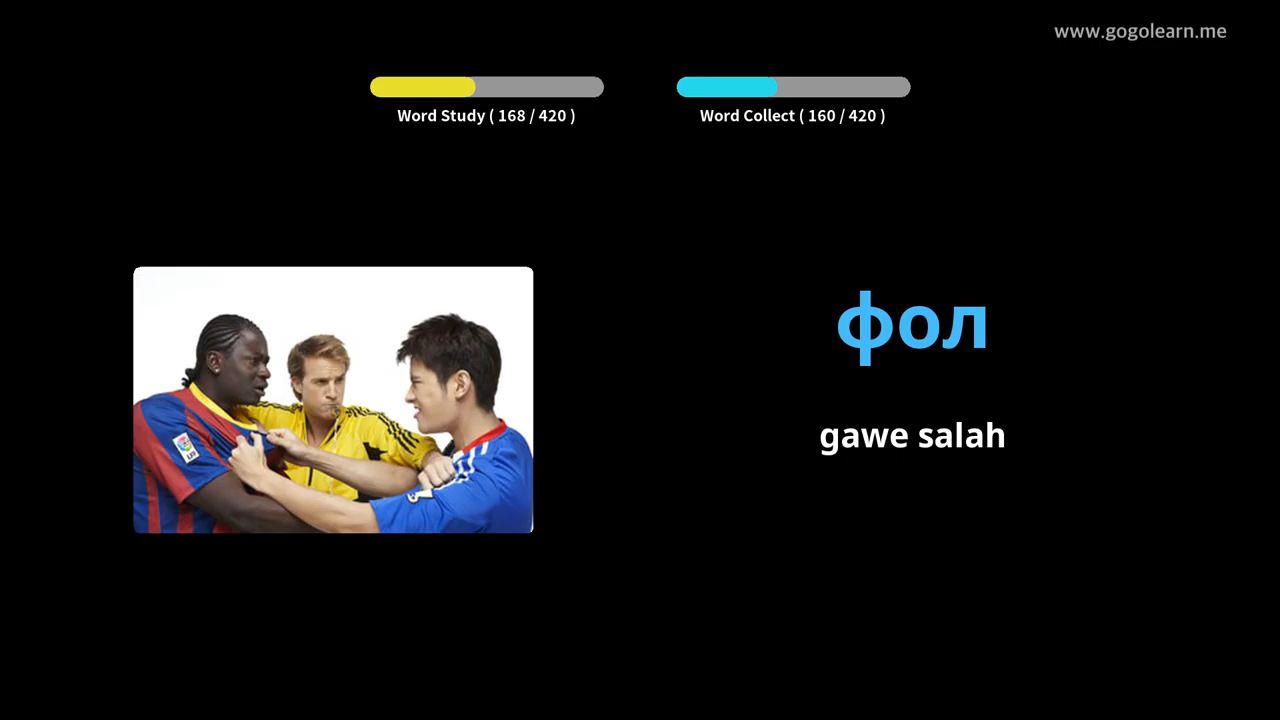 www.gogolearn.me
Word Study ( 168 / 420 )
Word Collect ( 160 / 420 )
фол
gawe salah